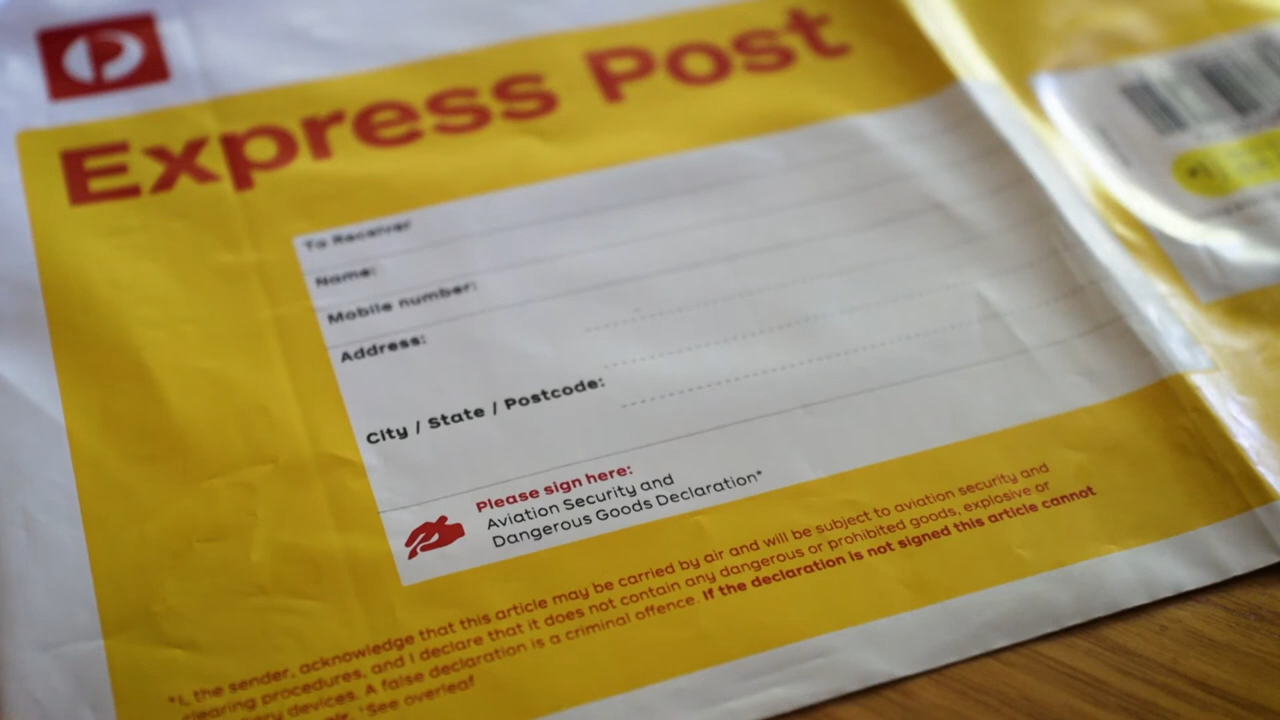 Express Post
To Receiver
Name:
Mobile number:
Address:
City / State / Postcode:
Please sign here:
Aviation Security and
Dangerous Goods Declaration*
*I, the sender, acknowledge that this article may be carried by air and will be subject to aviation security and
clearing procedures, and I declare that it does not contain any dangerous or prohibited goods, explosive or
devices. A false declaration is a criminal offence. If the declaration is not signed this article cannot
See overleaf